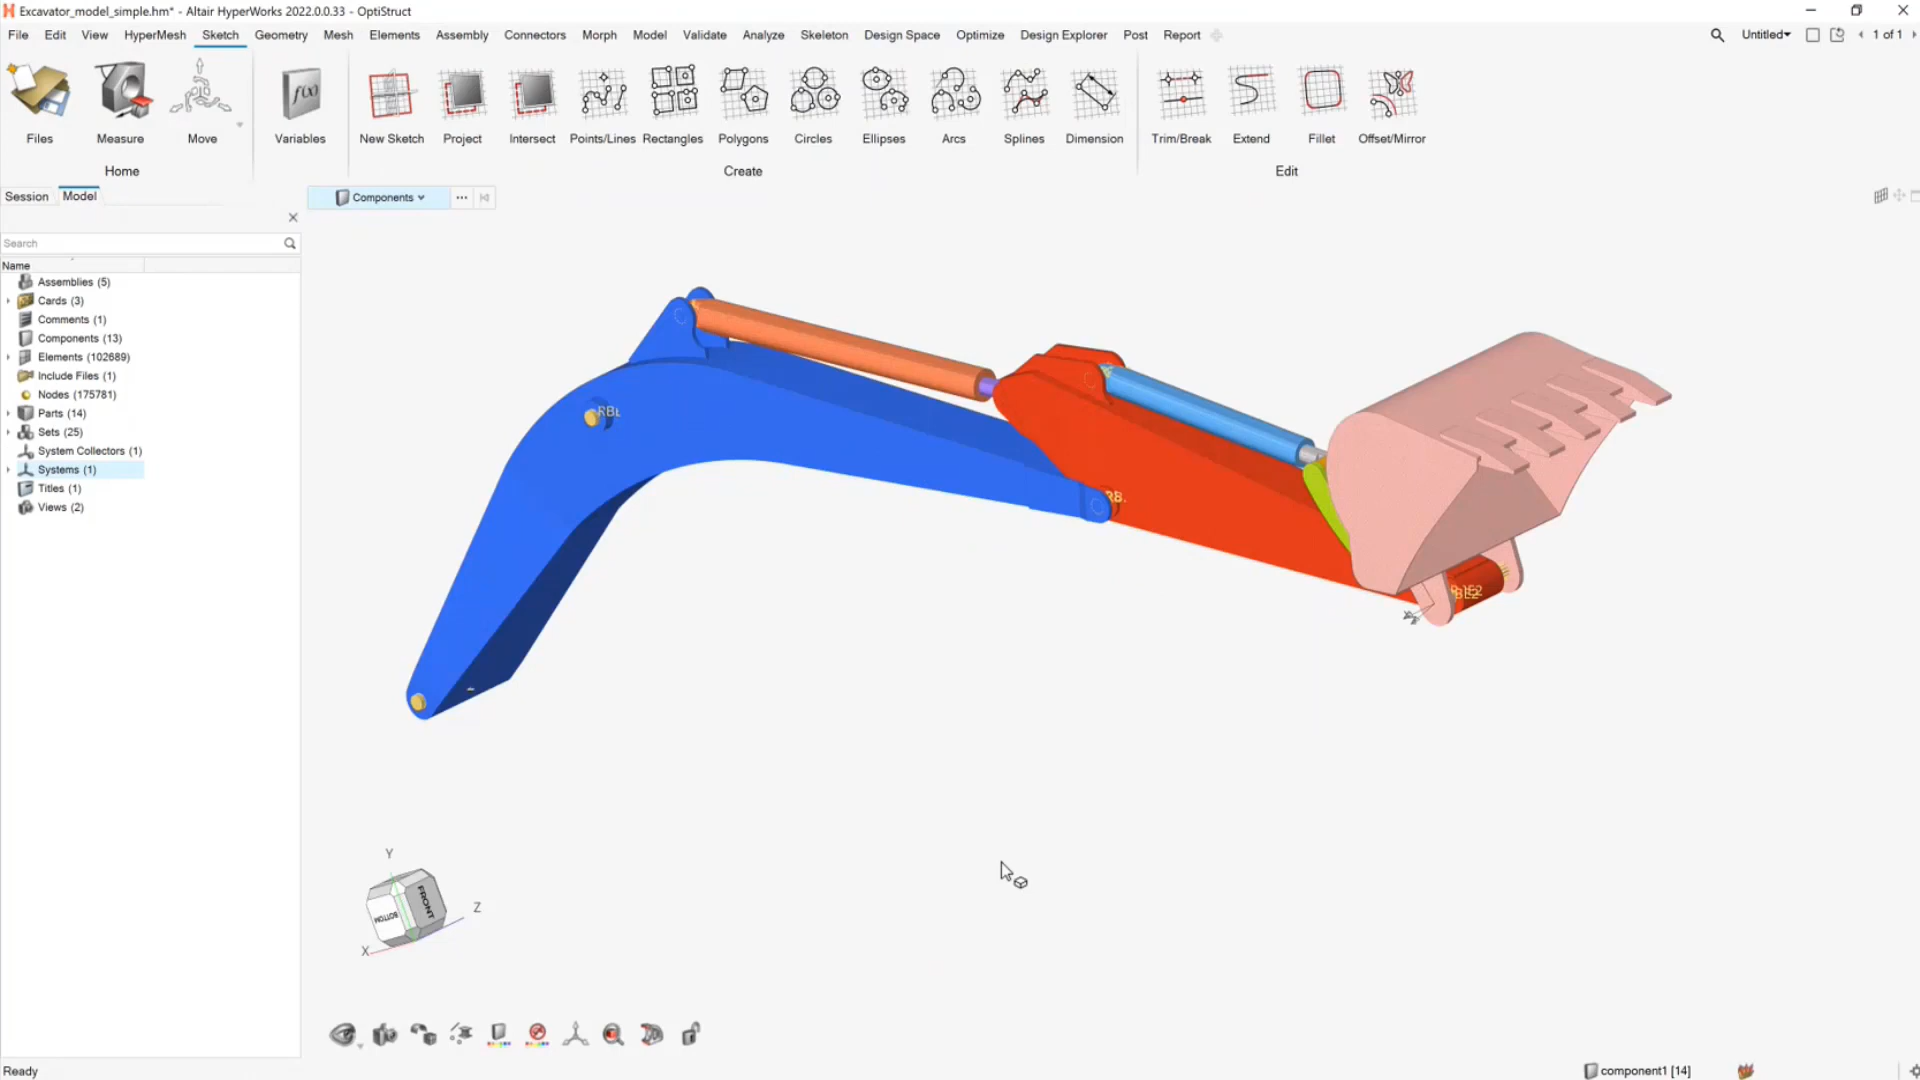 Excavator_model_simple.hm* - Altair HyperWorks 2022.0.0.33 - OptiStruct
File Edit View HyperMesh Sketch Geometry Mesh Elements Assembly Connectors Morph Model Validate Analyze Skeleton Design Space Optimize Design Explorer Post Report Untitled 1 of 1
f(x)
Files Measure Move Variables New Sketch Project Intersect Points/Lines Rectangles Polygons Circles Ellipses Arcs Splines Dimension Trim/Break Extend Fillet Offset/Mirror
Home Create Edit
Session Model
Components
Search
Name
Assemblies (5)
Cards (3)
Comments (1)
Components (13)
Elements (102689)
Include Files (1)
Nodes (175781)
Parts (14)
Sets (25)
System Collectors (1)
Systems (1)
Titles (1)
Views (2)
Y
Z
X
FRONT
BOTTOM
Ready
component1 [14]